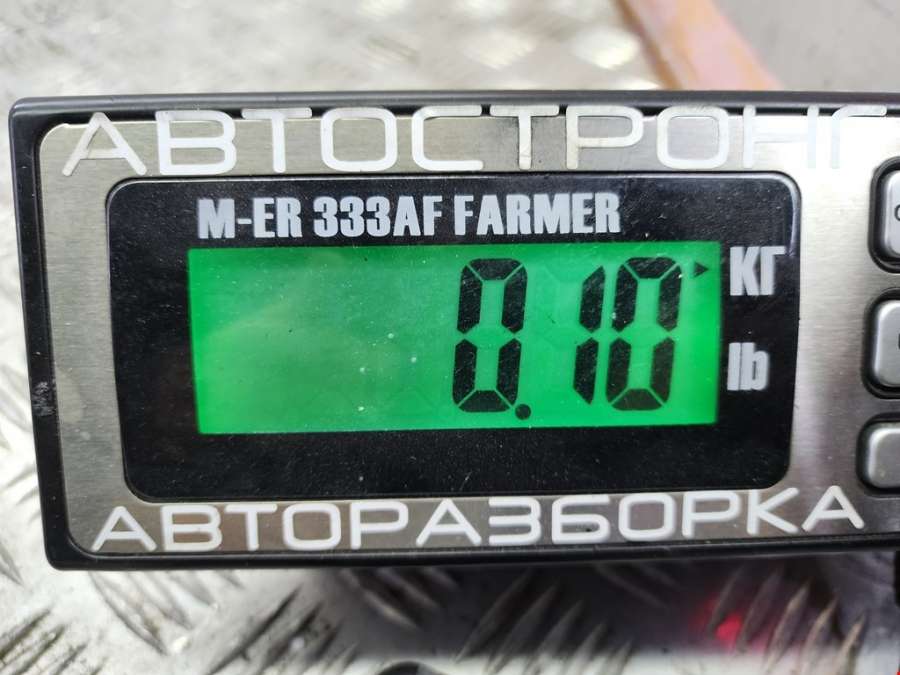 АВТОСТРОНГ
M-ER 333AF FARMER
0.10
КГ
lb
АВТОРАЗБОРКА